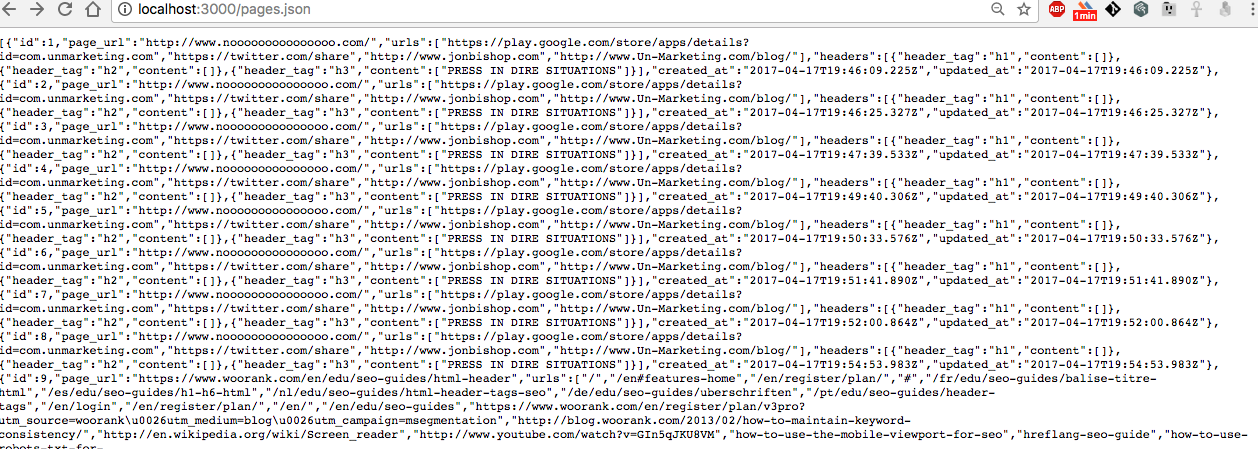 localhost:3000/pages.json
ABP
1min
[{"id":1,"page_url":"http://www.nooooooooooooooo.com/","urls":["https://play.google.com/store/apps/details?
id=com.unmarketing.com","https://twitter.com/share","http://www.jonbishop.com","http://www.Un-Marketing.com/blog/"],"headers":[{"header_tag":"h1","content":[]},
{"header_tag":"h2","content":[]},{"header_tag":"h3","content":["PRESS IN DIRE SITUATIONS"]}],"created_at":"2017-04-17T19:46:09.225Z","updated_at":"2017-04-17T19:46:09.225Z"},
{"id":2,"page_url":"http://www.nooooooooooooooo.com/","urls":["https://play.google.com/store/apps/details?
id=com.unmarketing.com","https://twitter.com/share","http://www.jonbishop.com","http://www.Un-Marketing.com/blog/"],"headers":[{"header_tag":"h1","content":[]},
{"header_tag":"h2","content":[]},{"header_tag":"h3","content":["PRESS IN DIRE SITUATIONS"]}],"created_at":"2017-04-17T19:46:25.327Z","updated_at":"2017-04-17T19:46:25.327Z"},
{"id":3,"page_url":"http://www.nooooooooooooooo.com/","urls":["https://play.google.com/store/apps/details?
id=com.unmarketing.com","https://twitter.com/share","http://www.jonbishop.com","http://www.Un-Marketing.com/blog/"],"headers":[{"header_tag":"h1","content":[]},
{"header_tag":"h2","content":[]},{"header_tag":"h3","content":["PRESS IN DIRE SITUATIONS"]}],"created_at":"2017-04-17T19:47:39.533Z","updated_at":"2017-04-17T19:47:39.533Z"},
{"id":4,"page_url":"http://www.nooooooooooooooo.com/","urls":["https://play.google.com/store/apps/details?
id=com.unmarketing.com","https://twitter.com/share","http://www.jonbishop.com","http://www.Un-Marketing.com/blog/"],"headers":[{"header_tag":"h1","content":[]},
{"header_tag":"h2","content":[]},{"header_tag":"h3","content":["PRESS IN DIRE SITUATIONS"]}],"created_at":"2017-04-17T19:49:40.306Z","updated_at":"2017-04-17T19:49:40.306Z"},
{"id":5,"page_url":"http://www.nooooooooooooooo.com/","urls":["https://play.google.com/store/apps/details?
id=com.unmarketing.com","https://twitter.com/share","http://www.jonbishop.com","http://www.Un-Marketing.com/blog/"],"headers":[{"header_tag":"h1","content":[]},
{"header_tag":"h2","content":[]},{"header_tag":"h3","content":["PRESS IN DIRE SITUATIONS"]}],"created_at":"2017-04-17T19:50:33.576Z","updated_at":"2017-04-17T19:50:33.576Z"},
{"id":6,"page_url":"http://www.nooooooooooooooo.com/","urls":["https://play.google.com/store/apps/details?
id=com.unmarketing.com","https://twitter.com/share","http://www.jonbishop.com","http://www.Un-Marketing.com/blog/"],"headers":[{"header_tag":"h1","content":[]},
{"header_tag":"h2","content":[]},{"header_tag":"h3","content":["PRESS IN DIRE SITUATIONS"]}],"created_at":"2017-04-17T19:51:41.890Z","updated_at":"2017-04-17T19:51:41.890Z"},
{"id":7,"page_url":"http://www.nooooooooooooooo.com/","urls":["https://play.google.com/store/apps/details?
id=com.unmarketing.com","https://twitter.com/share","http://www.jonbishop.com","http://www.Un-Marketing.com/blog/"],"headers":[{"header_tag":"h1","content":[]},
{"header_tag":"h2","content":[]},{"header_tag":"h3","content":["PRESS IN DIRE SITUATIONS"]}],"created_at":"2017-04-17T19:52:00.864Z","updated_at":"2017-04-17T19:52:00.864Z"},
{"id":8,"page_url":"http://www.nooooooooooooooo.com/","urls":["https://play.google.com/store/apps/details?
id=com.unmarketing.com","https://twitter.com/share","http://www.jonbishop.com","http://www.Un-Marketing.com/blog/"],"headers":[{"header_tag":"h1","content":[]},
{"header_tag":"h2","content":[]},{"header_tag":"h3","content":["PRESS IN DIRE SITUATIONS"]}],"created_at":"2017-04-17T19:54:53.983Z","updated_at":"2017-04-17T19:54:53.983Z"},
{"id":9,"page_url":"https://www.woorank.com/en/edu/seo-guides/html-header","urls":["/","/en#features-home","/en/register/plan/","#","/fr/edu/seo-guides/balise-titre-
html","/es/edu/seo-guides/h1-h6-html","/nl/edu/seo-guides/html-header-tags-seo","/de/edu/seo-guides/uberschriften","/pt/edu/seo-guides/header-
tags","/en/login","/en/register/plan/","/en/","/en/edu/seo-guides","https://www.woorank.com/en/register/plan/v3pro?
utm_source=woorank\u0026utm_medium=blog\u0026utm_campaign=msegmentation","http://blog.woorank.com/2013/02/how-to-maintain-keyword-
consistency/","http://en.wikipedia.org/wiki/Screen_reader","http://www.youtube.com/watch?v=GIn5qJKU8VM","how-to-use-the-mobile-viewport-for-seo","hreflang-seo-guide","how-to-use-
robots-txt-for-